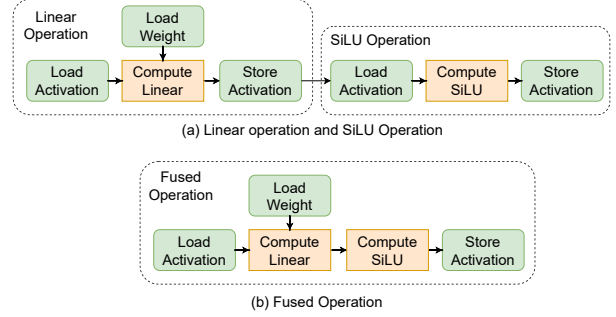 Linear
Operation
Load
Weight
SiLU Operation
Load
Activation
Compute
Linear
Store
Activation
Load
Activation
Compute
SiLU
Store
Activation
(a) Linear operation and SiLU Operation
Fused
Operation
Load
Weight
Load
Activation
Compute
Linear
Compute
SiLU
Store
Activation
(b) Fused Operation